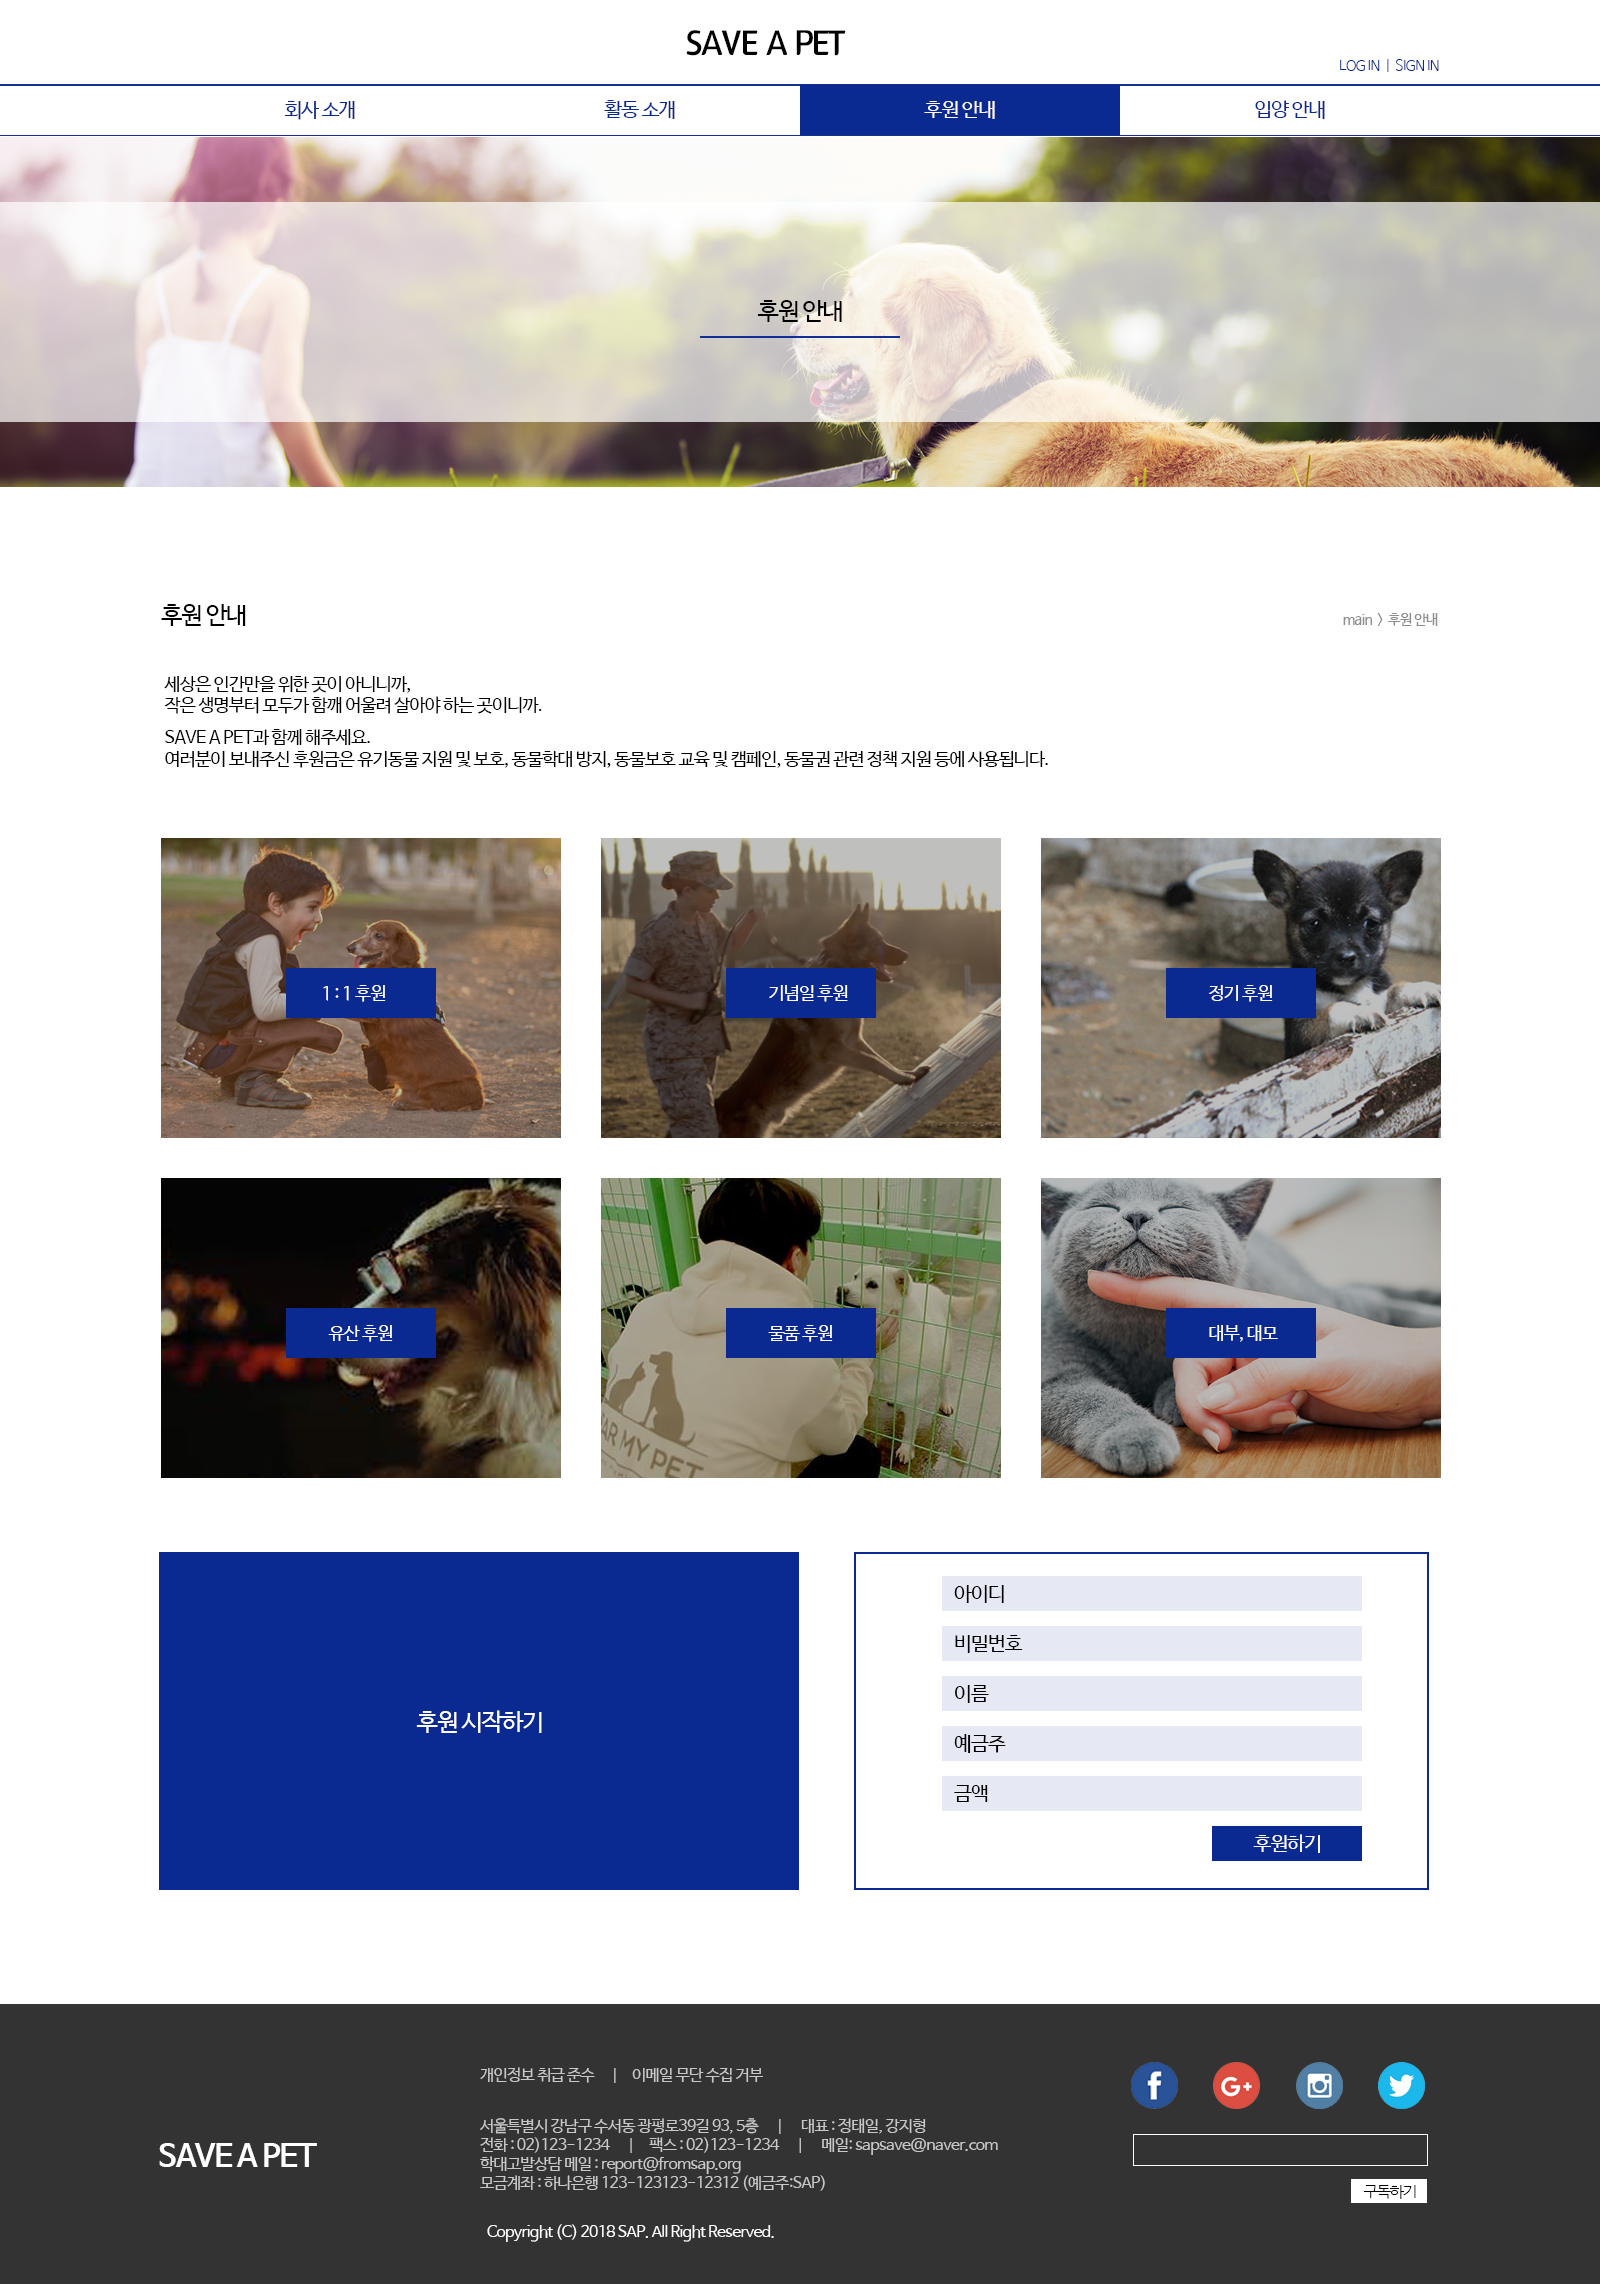 SAVE A PET
LOG IN | SIGN IN
회사 소개 활동 소개 후원 안내 입양 안내
후원 안내
후원 안내
main > 후원 안내
세상은 인간만을 위한 곳이 아니니까,
작은 생명부터 모두가 함께 어울려 살아야 하는 곳이니까.
SAVE A PET과 함께 해주세요.
여러분이 보내주신 후원금은 유기동물 지원 및 보호, 동물학대 방지, 동물보호 교육 및 캠페인, 동물권 관련 정책 지원 등에 사용됩니다.
1 : 1 후원 기념일 후원 정기 후원
유산 후원 물품 후원 대부, 대모
AR MY PET
후원 시작하기
아이디
비밀번호
이름
예금주
금액
후원하기
개인정보 취급 준수 | 이메일 무단 수집 거부
서울특별시 강남구 수서동 광평로39길 93, 5층 | 대표 : 정태일, 강지형
전화 : 02)123-1234 | 팩스 : 02)123-1234 | 메일: sapsave@naver.com
학대고발상담 메일 : report@fromsap.org
모금계좌 : 하나은행 123-123123-12312 (예금주:SAP)
SAVE A PET
구독하기
Copyright (C) 2018 SAP. All Right Reserved.